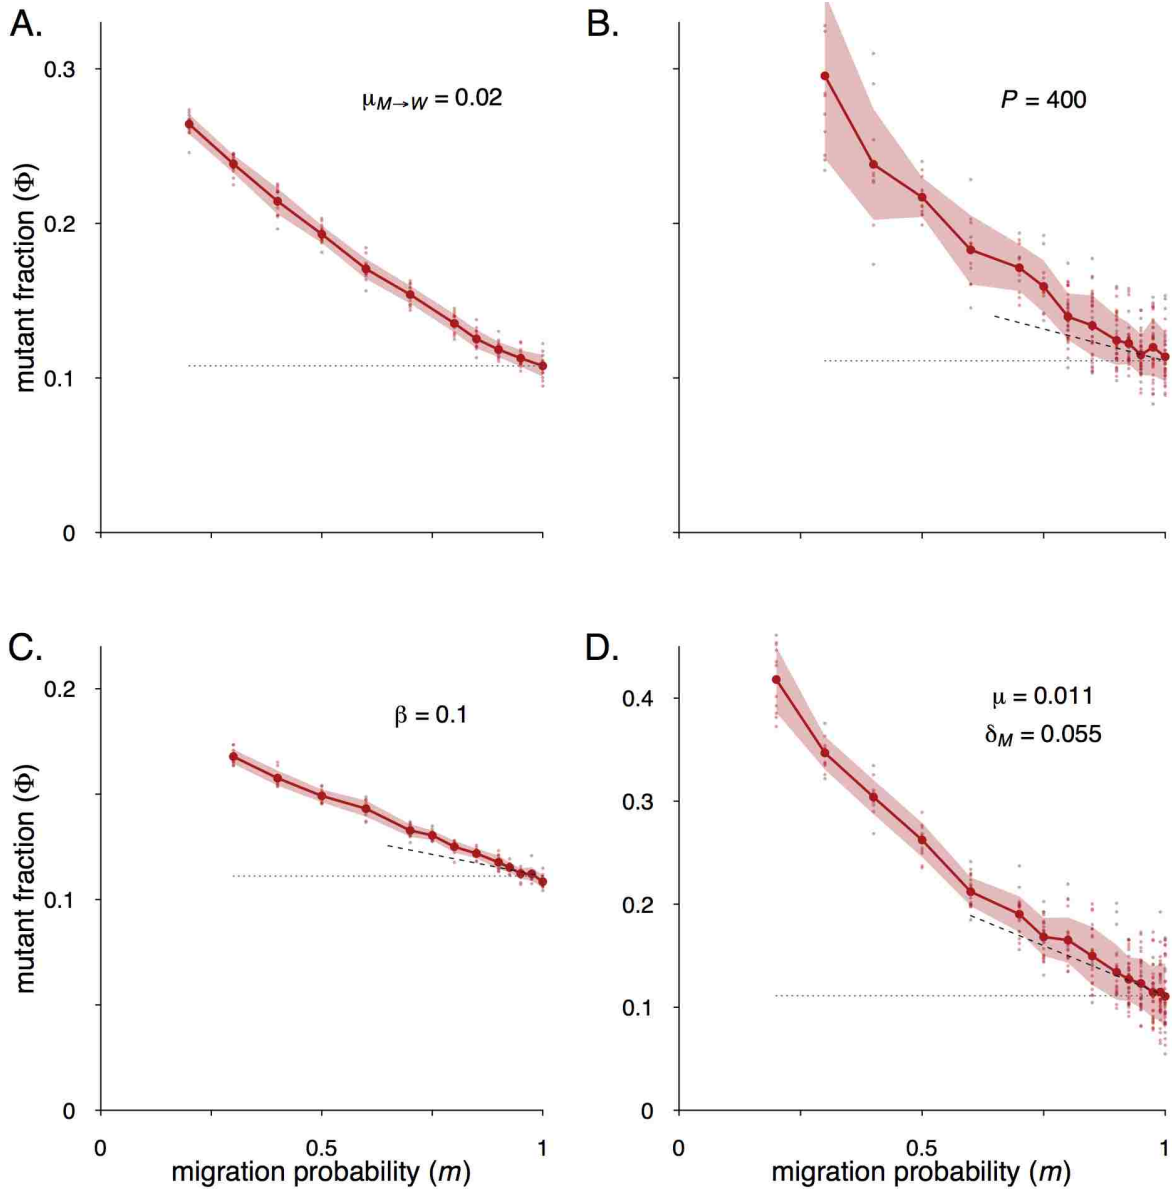 A.
0.3
0.2
0.1
0
mutant fraction (Φ)
μM→W = 0.02
B.
P = 400
C.
0.2
0.1
0
mutant fraction (Φ)
β = 0.1
0
0.5
1
migration probability (m)
D.
0.4
0.3
0.2
0.1
0
μ = 0.011
δM = 0.055
0
0.5
1
migration probability (m)